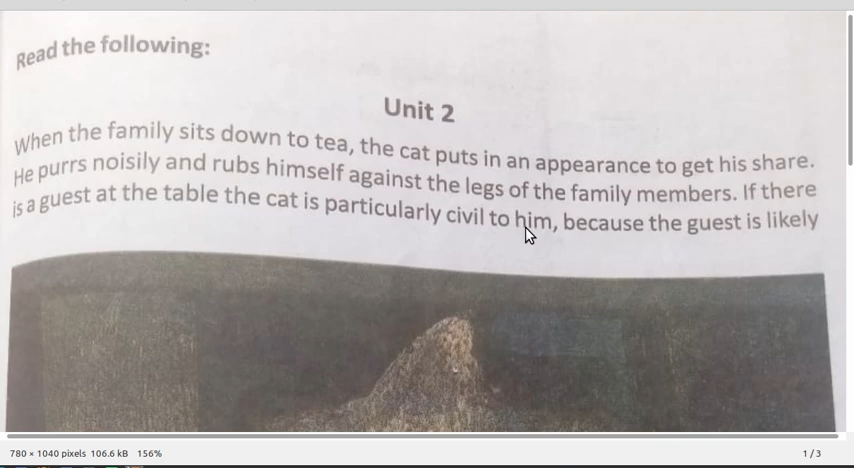 Read the following:
Unit 2
When the family sits down to tea, the cat puts in an appearance to get his share.
He purrs noisily and rubs himself against the legs of the family members. If there
is a guest at the table the cat is particularly civil to him, because the guest is likely
780 × 1040 pixels 106.6 kB 156%
1 / 3